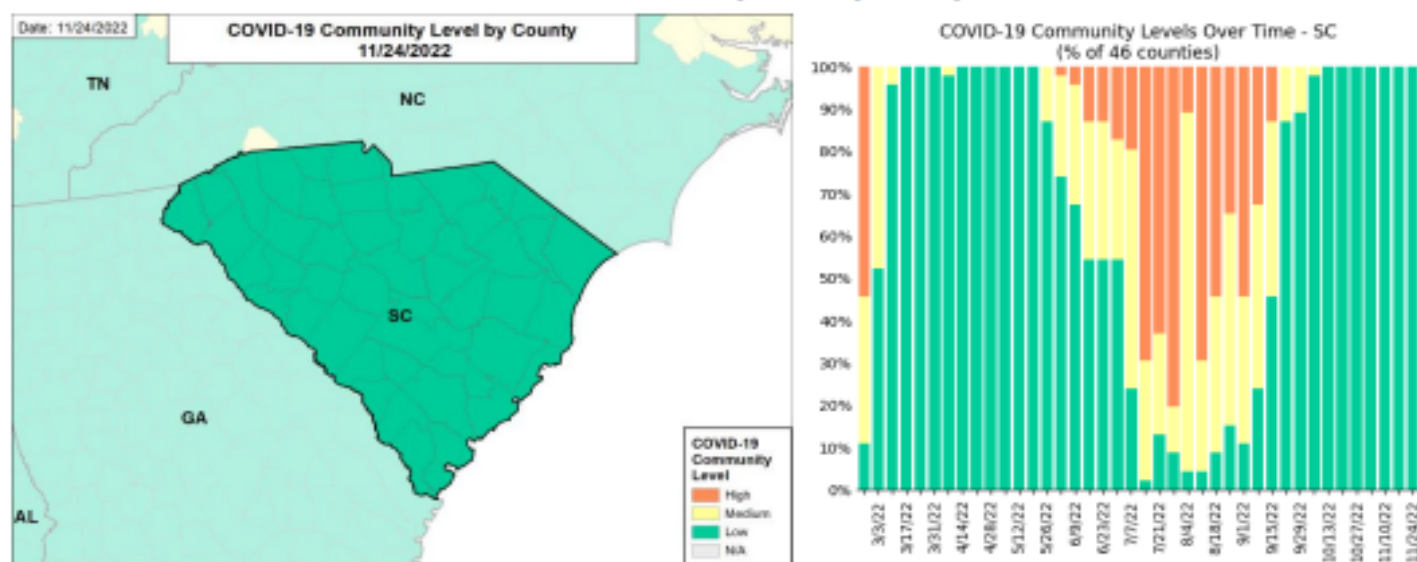 Date: 11/24/2022
COVID-19 Community Level by County
11/24/2022
TN
NC
SC
GA
AL
COVID-19
Community
Level
High
Medium
Low
N/A
COVID-19 Community Levels Over Time - SC
(% of 46 counties)
100%
90%
80%
70%
60%
50%
40%
30%
20%
10%
0%
3/3/22
3/17/22
3/31/22
4/14/22
4/28/22
5/12/22
5/26/22
6/9/22
6/23/22
7/7/22
7/21/22
8/4/22
8/18/22
9/1/22
9/15/22
9/29/22
10/13/22
10/27/22
11/10/22
11/24/22